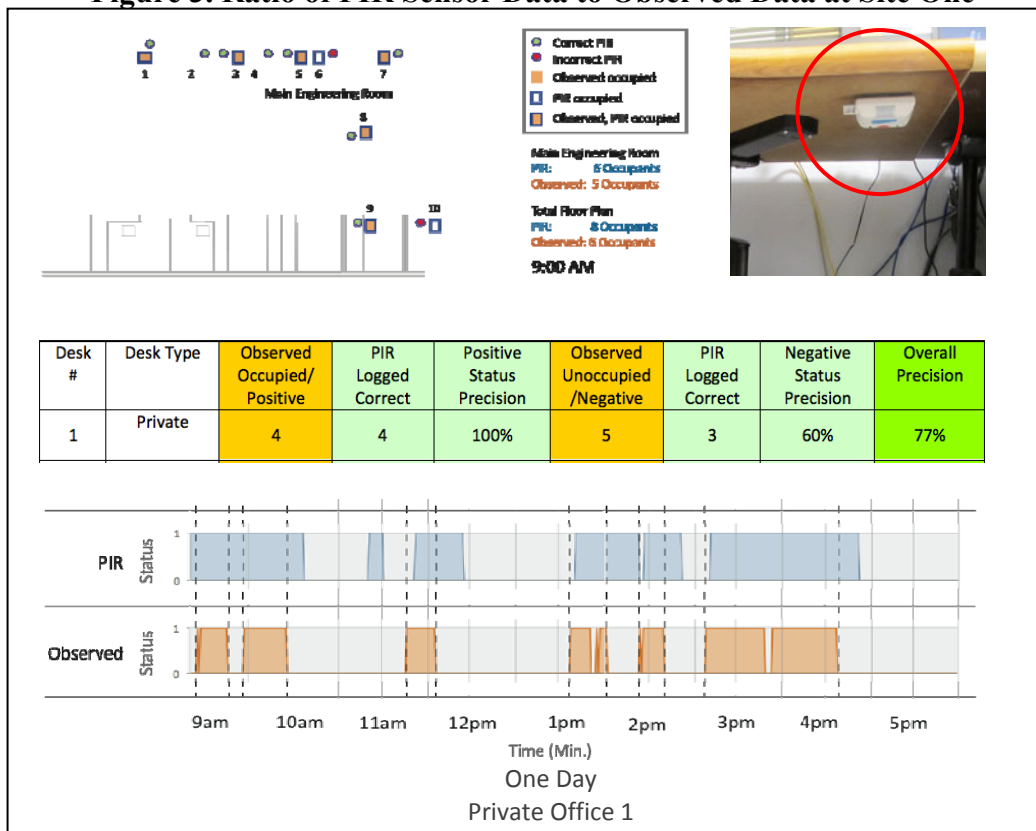 Figure 3. Ratio of PIR Sensor Data to Observed Data at Site One
1 2 3 4 5 6 7
Main Engineering Room
8
9 10
Correct PIR
Incorrect PIR
Observed occupied
PIR occupied
Observed, PIR occupied
Main Engineering Room
PIR: 6 Occupants
Observed: 5 Occupants
Total Floor Plan
PIR: 8 Occupants
Observed: 6 Occupants
9:00 AM
Desk # Desk Type Observed Occupied/ Positive PIR Logged Correct Positive Status Precision Observed Unoccupied /Negative PIR Logged Correct Negative Status Precision Overall Precision
1 Private 4 4 100% 5 3 60% 77%
PIR Status 1 0
Observed Status 1 0
9am 10am 11am 12pm 1pm 2pm 3pm 4pm 5pm
Time (Min.)
One Day
Private Office 1